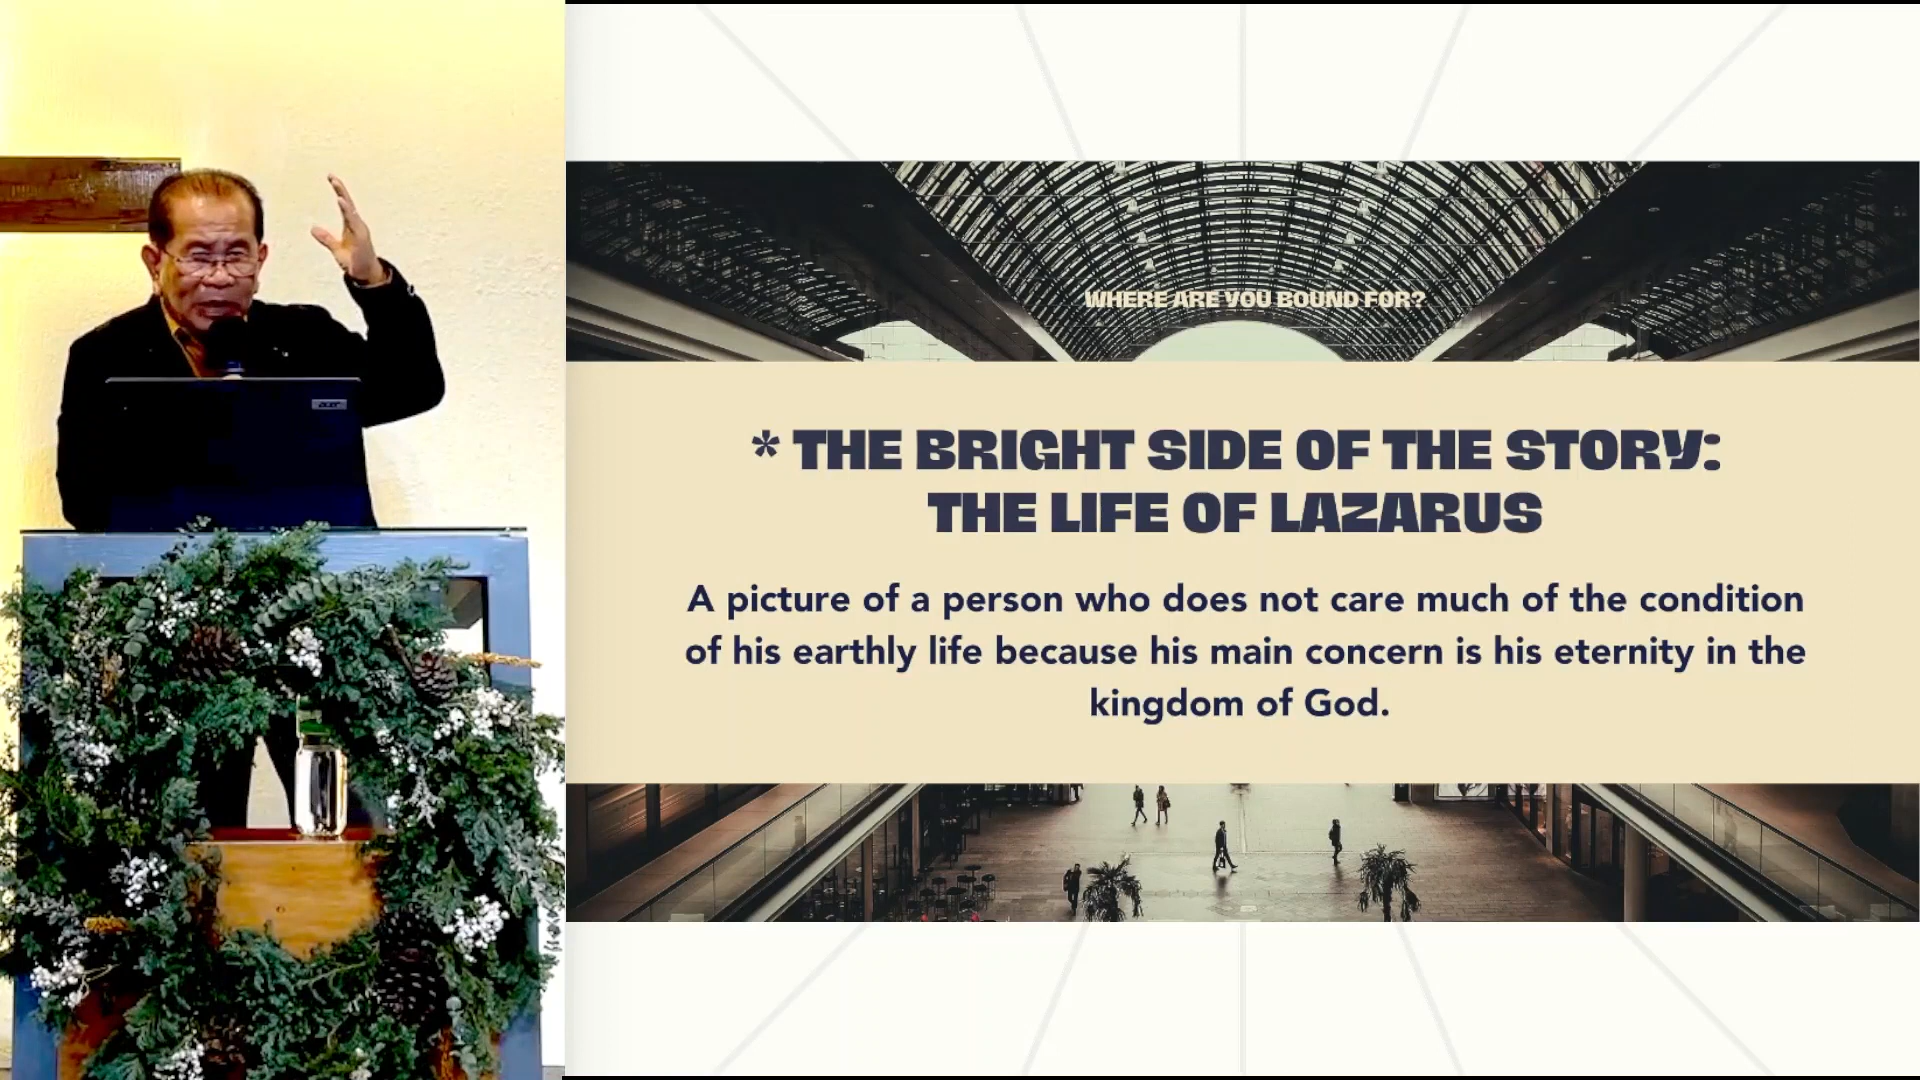 acer
WHERE ARE YOU BOUND FOR?
* THE BRIGHT SIDE OF THE STORY:
THE LIFE OF LAZARUS
A picture of a person who does not care much of the condition
of his earthly life because his main concern is his eternity in the
kingdom of God.